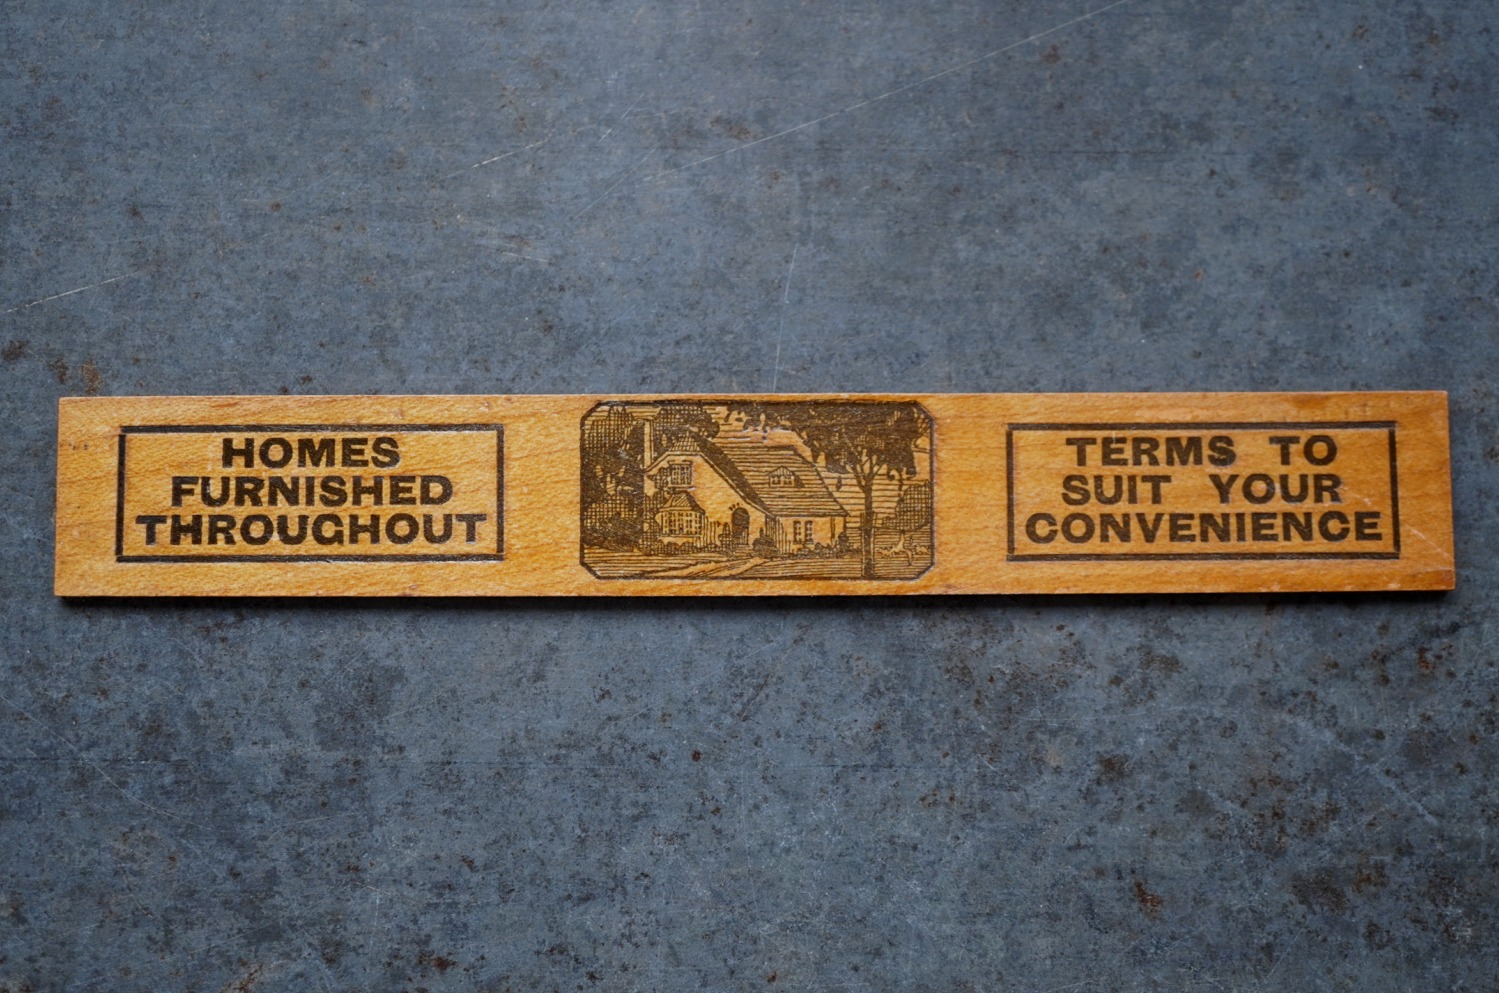 HOMES
FURNISHED
THROUGHOUT
TERMS TO
SUIT YOUR
CONVENIENCE